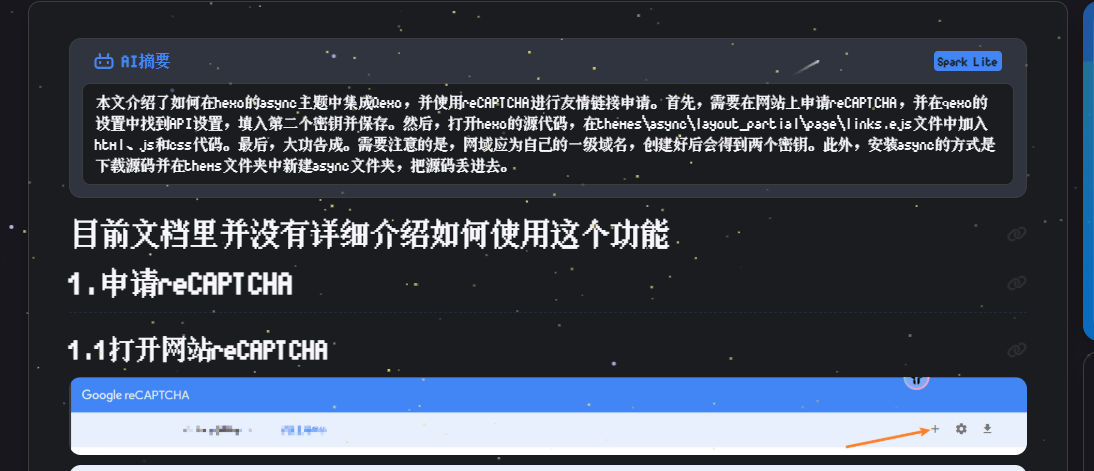 AI摘要
Spark Lite
本文介绍了如何在hexo的async主题中集成Qexo，并使用reCAPTCHA进行友情链接申请。首先，需要在网站上申请reCAPTCHA，并在qexo的
设置中找到API设置，填入第二个密钥并保存。然后，打开hexo的源代码，在themes\async\layout_partial\page\links.ejs文件中加入
html、js和css代码。最后，大功告成。需要注意的是，网域应为自己的一级域名，创建好后会得到两个密钥。此外，安装async的方式是
下载源码并在thems文件夹中新建async文件夹，把源码丢进去。
目前文档里并没有详细介绍如何使用这个功能
1.申请reCAPTCHA
1.1打开网站reCAPTCHA
Google reCAPTCHA